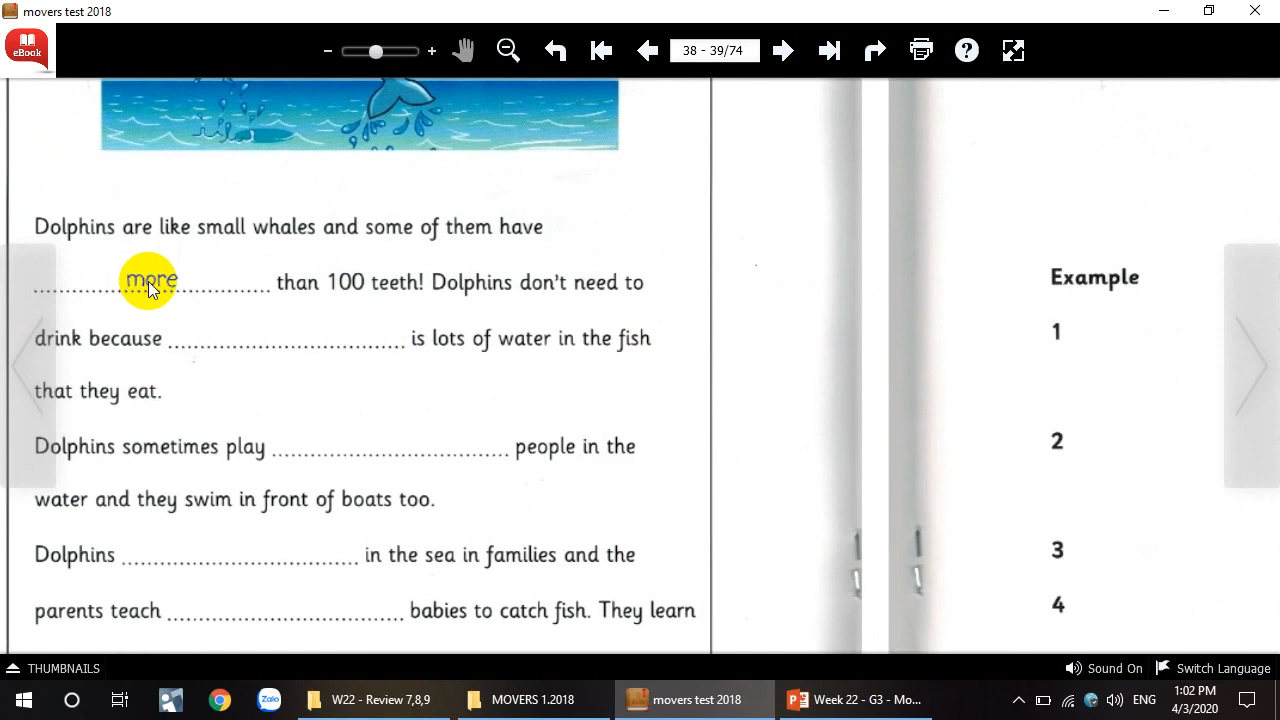 movers test 2018
eBook
38 - 39/74
Dolphins are like small whales and some of them have
more than 100 teeth! Dolphins don't need to
drink because .................................... is lots of water in the fish
that they eat.
Dolphins sometimes play .................................... people in the
water and they swim in front of boats too.
Dolphins .................................... in the sea in families and the
parents teach .................................... babies to catch fish. They learn
Example
1
2
3
4
THUMBNAILS
Sound On
Switch Language
W22 - Review 7,8,9
MOVERS 1.2018
movers test 2018
Week 22 - G3 - Mo...
Zalo
ENG
1:02 PM
4/3/2020